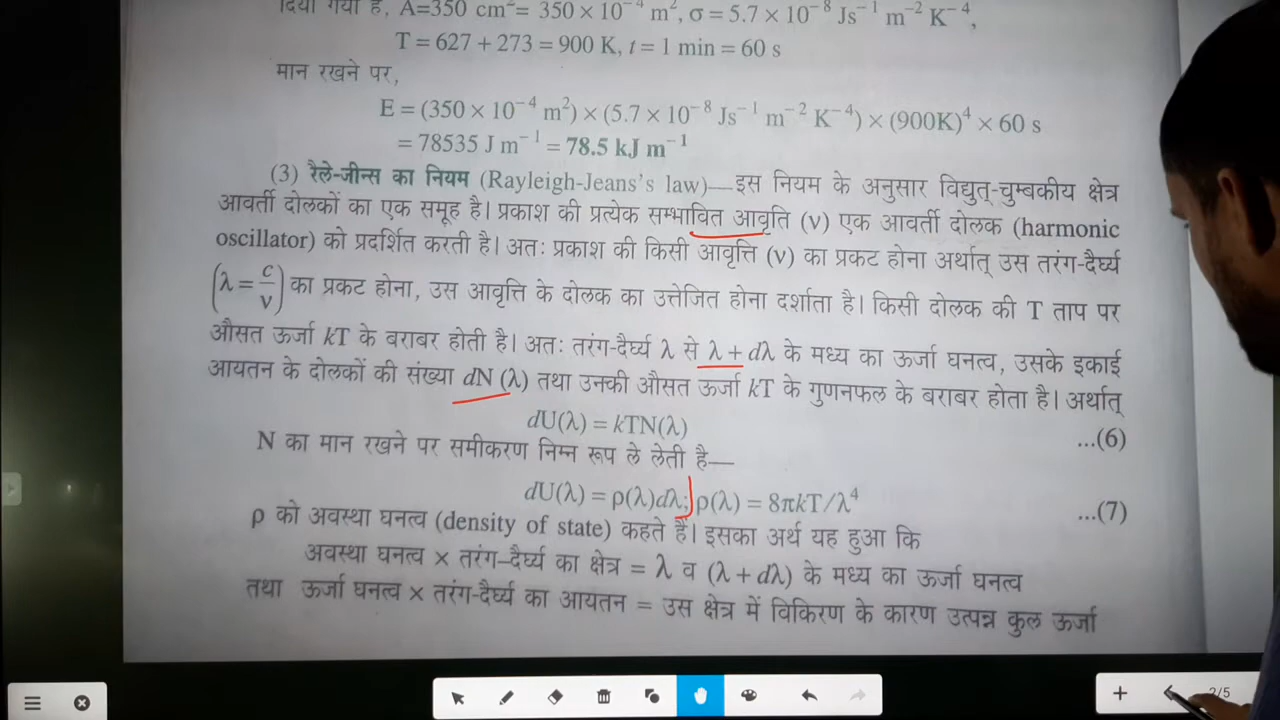 दिया गया है, A=350 cm²= 350 × 10⁻⁴ m², σ = 5.7 × 10⁻⁸ Js⁻¹ m⁻² K⁻⁴,
T = 627 + 273 = 900 K, t = 1 min = 60 s
मान रखने पर,
E = (350 × 10⁻⁴ m²) × (5.7 × 10⁻⁸ Js⁻¹ m⁻² K⁻⁴) × (900K)⁴ × 60 s
= 78535 J m⁻¹ = 78.5 kJ m⁻¹
(3) रैले-जीन्स का नियम (Rayleigh-Jeans's law)—इस नियम के अनुसार विद्युत्-चुम्बकीय क्षेत्र
आवर्ती दोलकों का एक समूह है। प्रकाश की प्रत्येक सम्भावित आवृति (ν) एक आवर्ती दोलक (harmonic
oscillator) को प्रदर्शित करती है। अतः प्रकाश की किसी आवृत्ति (ν) का प्रकट होना अर्थात् उस तरंग-दैर्घ्य
(λ = c/ν) का प्रकट होना, उस आवृत्ति के दोलक का उत्तेजित होना दर्शाता है। किसी दोलक की T ताप पर
औसत ऊर्जा kT के बराबर होती है। अतः तरंग-दैर्घ्य λ से λ + dλ के मध्य का ऊर्जा घनत्व, उसके इकाई
आयतन के दोलकों की संख्या dN (λ) तथा उनकी औसत ऊर्जा kT के गुणनफल के बराबर होता है। अर्थात्
dU(λ) = kTN(λ) ...(6)
N का मान रखने पर समीकरण निम्न रूप ले लेती है—
dU(λ) = ρ(λ)dλ; ρ(λ) = 8πkT/λ⁴ ...(7)
ρ को अवस्था घनत्व (density of state) कहते हैं। इसका अर्थ यह हुआ कि
अवस्था घनत्व × तरंग-दैर्घ्य का क्षेत्र = λ व (λ + dλ) के मध्य का ऊर्जा घनत्व
तथा ऊर्जा घनत्व × तरंग-दैर्घ्य का आयतन = उस क्षेत्र में विकिरण के कारण उत्पन्न कुल ऊर्जा
2/5